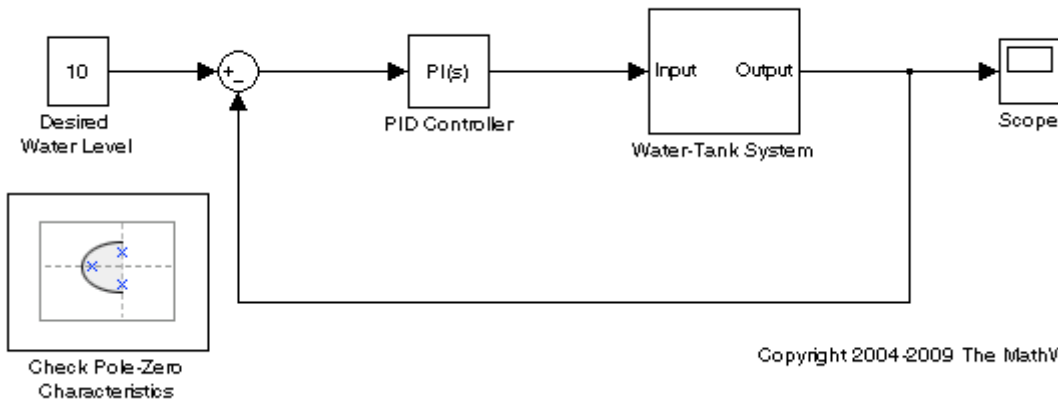 10
Desired
Water Level
+
−
PI(s)
PID Controller
Input
Output
Water-Tank System
Scope
Check Pole-Zero
Characteristics
Copyright 2004-2009 The MathW